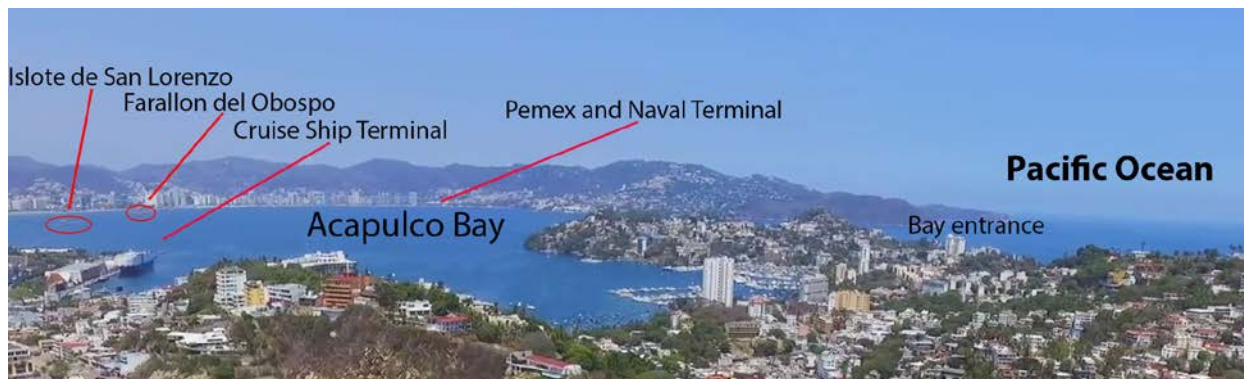 Islote de San Lorenzo
Farallon del Obospo
Cruise Ship Terminal
Pemex and Naval Terminal
Pacific Ocean
Acapulco Bay
Bay entrance